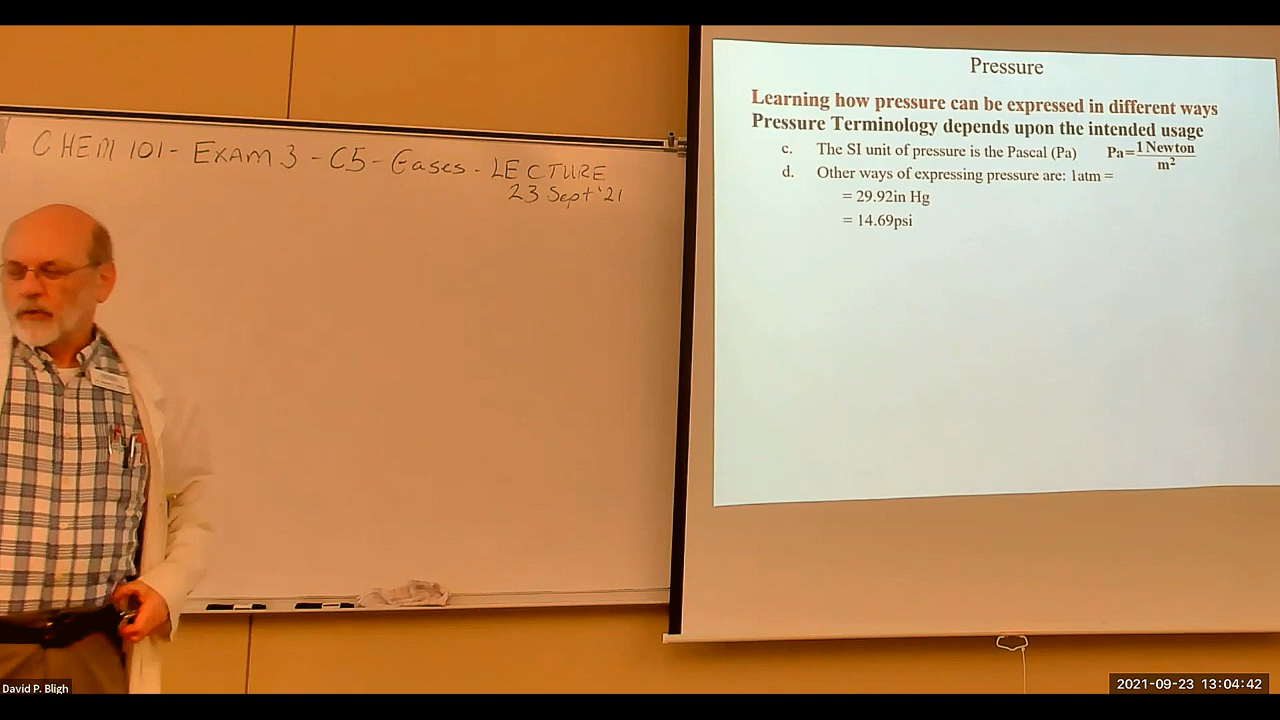 CHEM 101 - EXAM 3 - C5 - Gases - LECTURE
23 Sept '21
Pressure
Learning how pressure can be expressed in different ways
Pressure Terminology depends upon the intended usage
c. The SI unit of pressure is the Pascal (Pa) Pa=1 Newton/m²
d. Other ways of expressing pressure are: 1atm =
= 29.92in Hg
= 14.69psi
David P. Bligh
2021-09-23 13:04:42